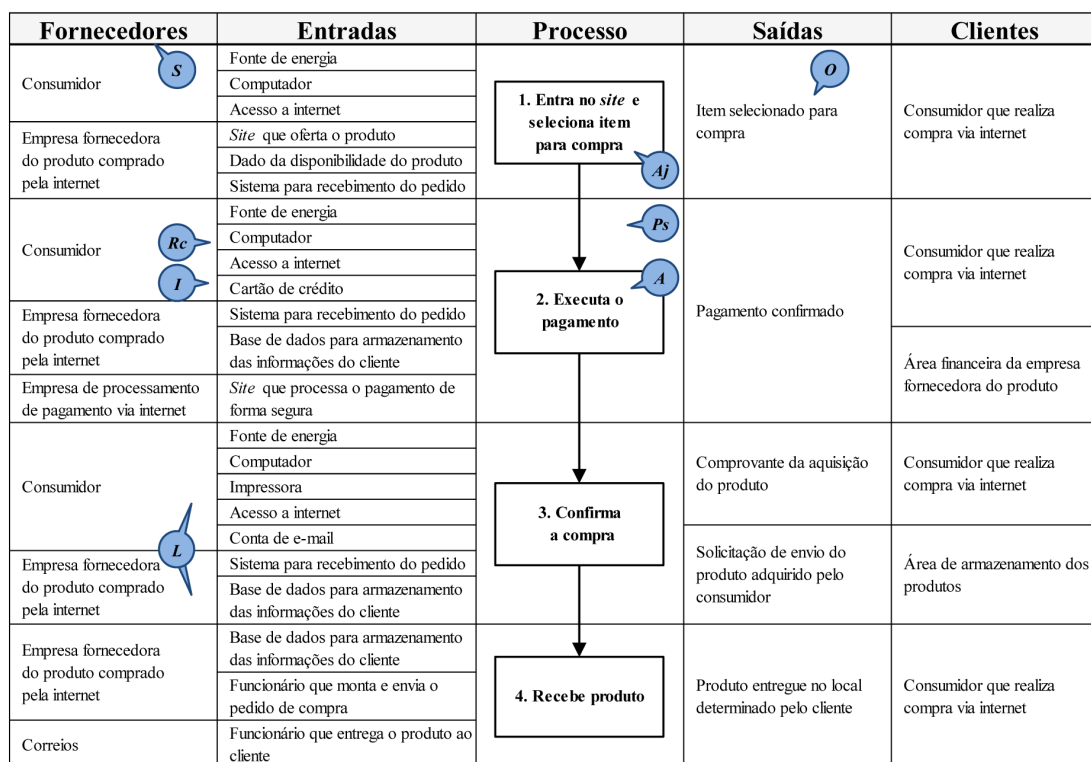 Fornecedores Entradas Processo Saídas Clientes
Consumidor
S
Fonte de energia
Computador
Acesso a internet
Empresa fornecedora
do produto comprado
pela internet
Site que oferta o produto
Dado da disponibilidade do produto
Sistema para recebimento do pedido
1. Entra no site e
seleciona item
para compra
Aj
O
Item selecionado para
compra
Consumidor que realiza
compra via internet
Consumidor
Rc
I
Fonte de energia
Computador
Acesso a internet
Cartão de crédito
Empresa fornecedora
do produto comprado
pela internet
Sistema para recebimento do pedido
Base de dados para armazenamento
das informações do cliente
Empresa de processamento
de pagamento via internet
Site que processa o pagamento de
forma segura
Ps
A
2. Executa o
pagamento
Pagamento confirmado
Consumidor que realiza
compra via internet
Área financeira da empresa
fornecedora do produto
Consumidor
L
Fonte de energia
Computador
Impressora
Acesso a internet
Conta de e-mail
Empresa fornecedora
do produto comprado
pela internet
Sistema para recebimento do pedido
Base de dados para armazenamento
das informações do cliente
3. Confirma
a compra
Comprovante da aquisição
do produto
Consumidor que realiza
compra via internet
Solicitação de envio do
produto adquirido pelo
consumidor
Área de armazenamento dos
produtos
Empresa fornecedora
do produto comprado
pela internet
Base de dados para armazenamento
das informações do cliente
Funcionário que monta e envia o
pedido de compra
Correios
Funcionário que entrega o produto ao
cliente
4. Recebe produto
Produto entregue no local
determinado pelo cliente
Consumidor que realiza
compra via internet